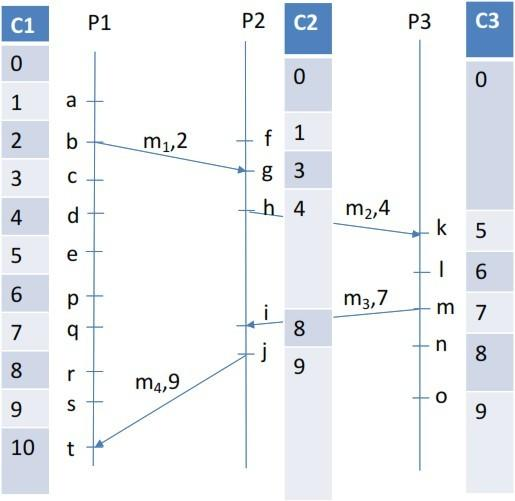 C1 P1 P2 C2 P3 C3
0 0 0
1 a
2 b m₁,2 f 1
3 c g 3
4 d h 4 m₂,4 k 5
5 e l 6
6 p i m₃,7 m 7
7 q 8 n 8
8 r m₄,9 j 9
9 s o 9
10 t